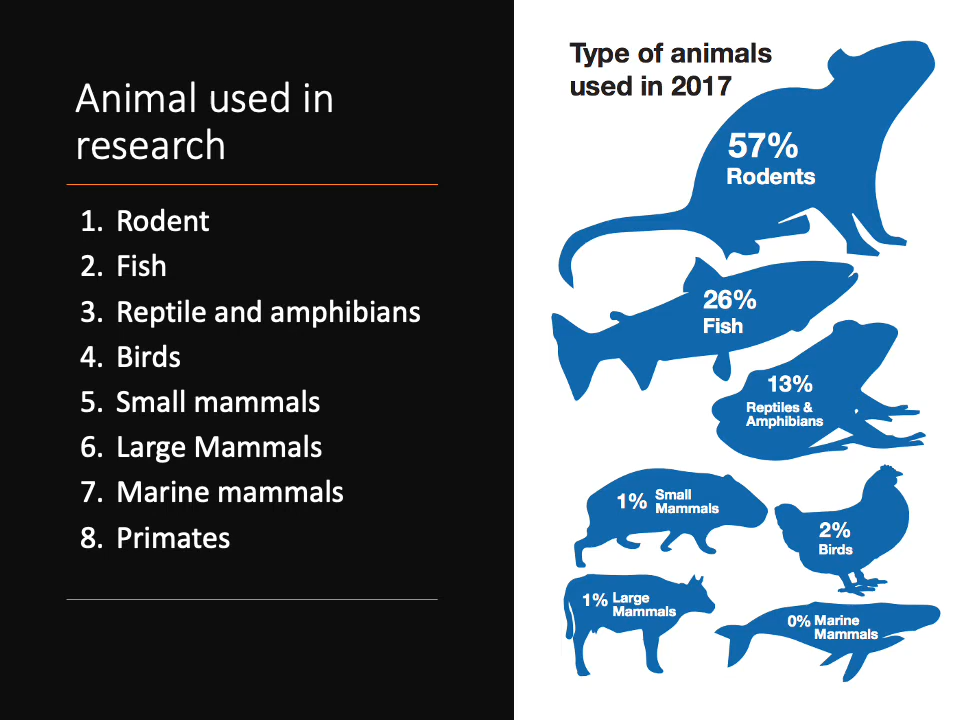 Animal used in
research
1. Rodent
2. Fish
3. Reptile and amphibians
4. Birds
5. Small mammals
6. Large Mammals
7. Marine mammals
8. Primates
Type of animals
used in 2017
57%
Rodents
26%
Fish
13%
Reptiles &
Amphibians
1% Small
Mammals
2%
Birds
1% Large
Mammals
0% Marine
Mammals